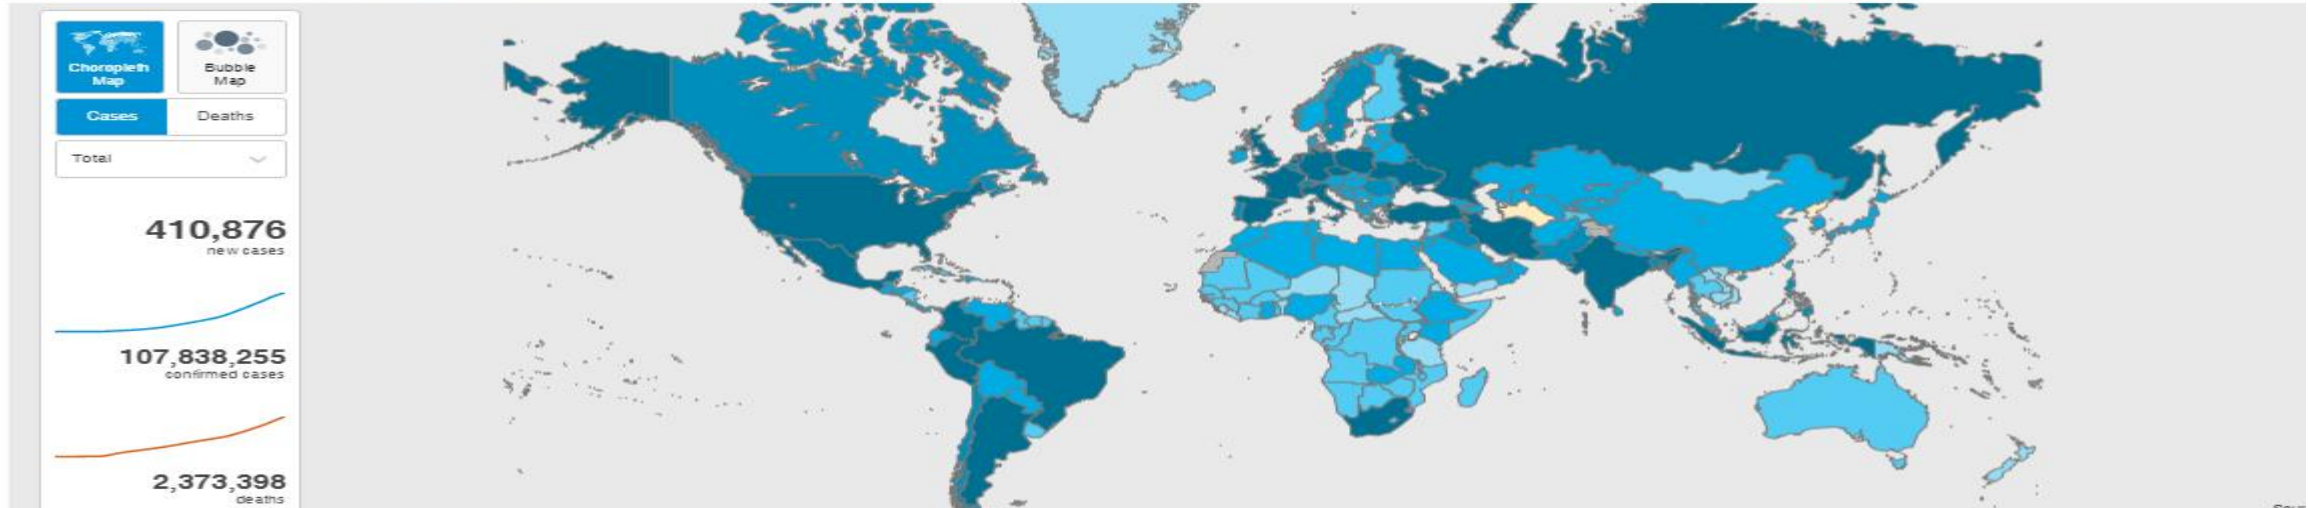 Choropleth
Map
Bubble
Map
Cases
Deaths
Total
410,876
new cases
107,838,255
confirmed cases
2,373,398
deaths